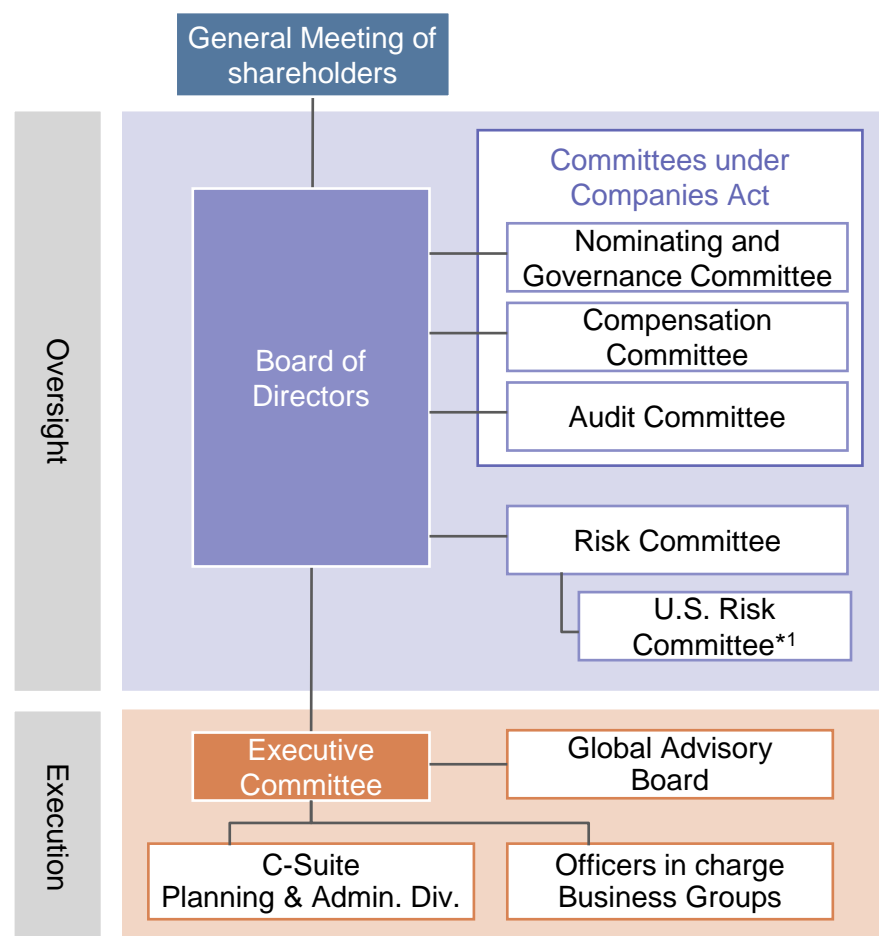 General Meeting of
shareholders
Oversight
Board of
Directors
Committees under
Companies Act
Nominating and
Governance Committee
Compensation
Committee
Audit Committee
Risk Committee
U.S. Risk
Committee*1
Execution
Executive
Committee
Global Advisory
Board
C-Suite
Planning & Admin. Div.
Officers in charge
Business Groups